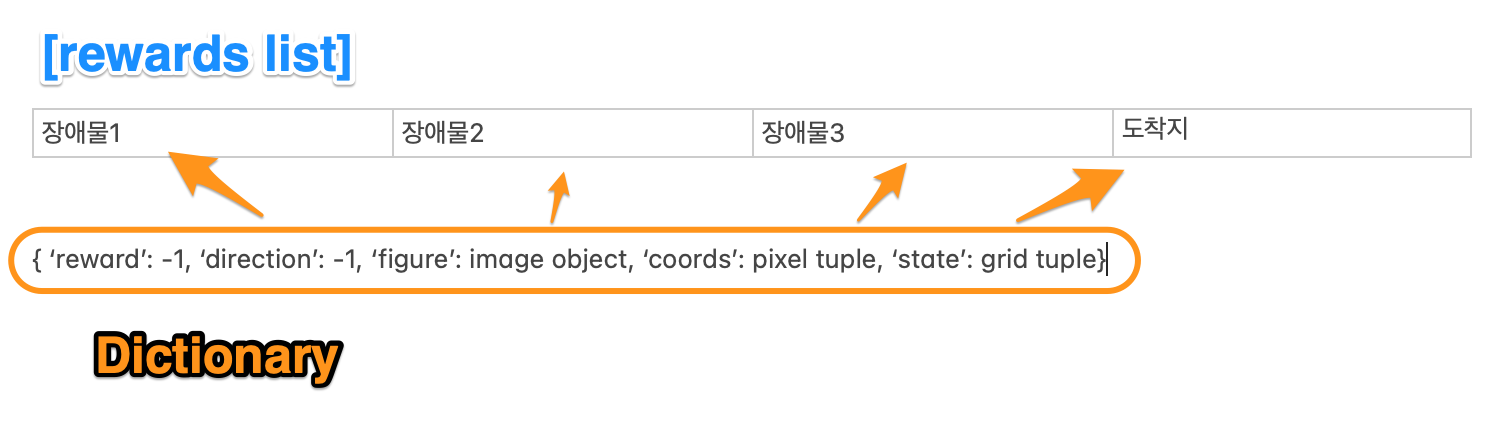 [rewards list]
장애물1 장애물2 장애물3 도착지
{ ‘reward’: -1, ‘direction’: -1, ‘figure’: image object, ‘coords’: pixel tuple, ‘state’: grid tuple}
Dictionary